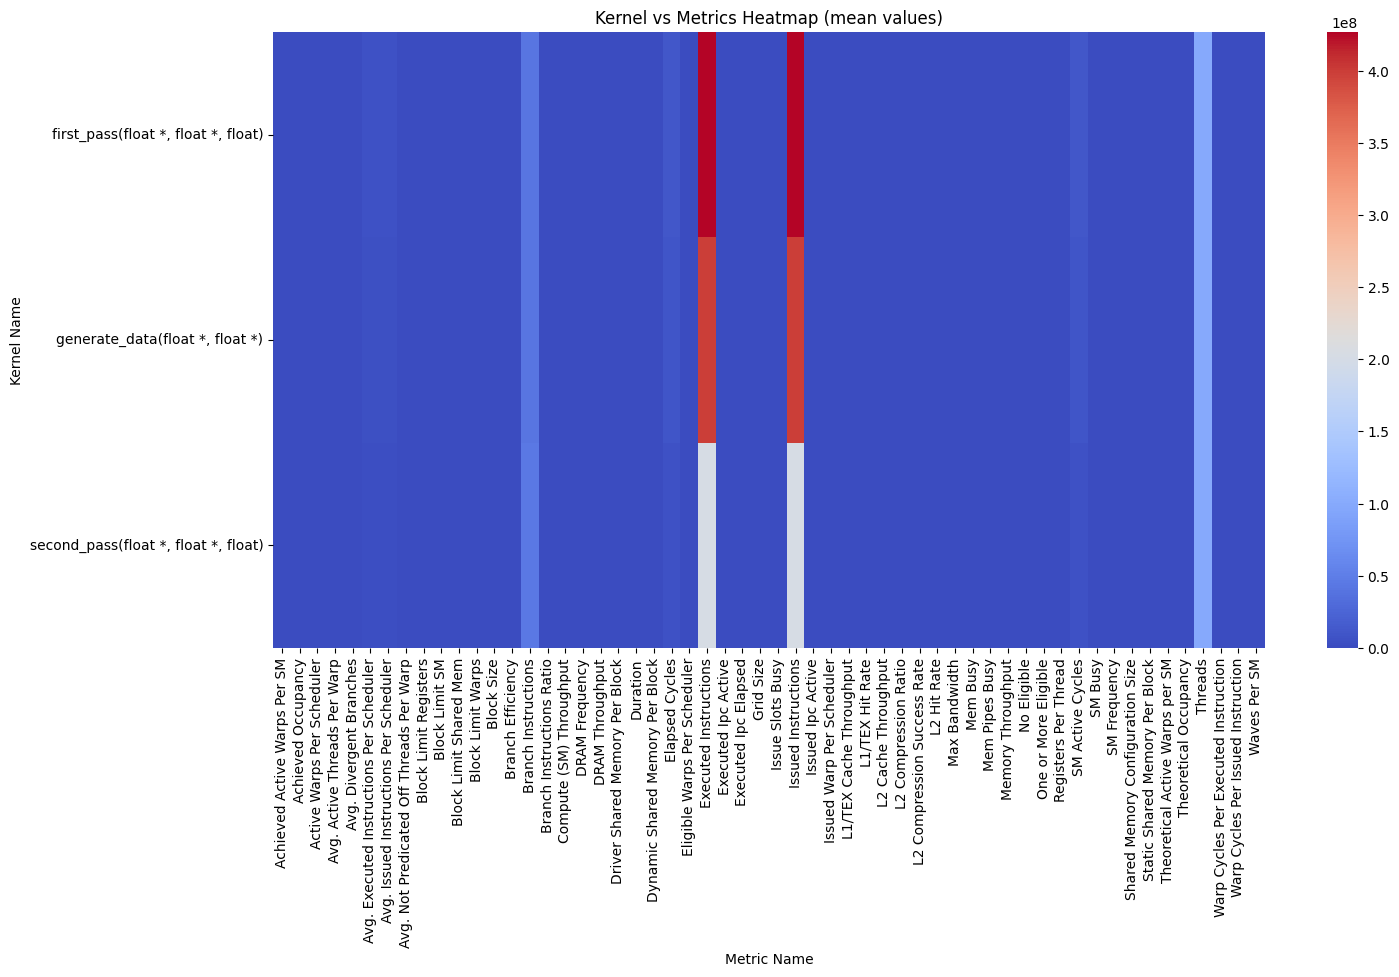 Kernel vs Metrics Heatmap (mean values)
1e8
first_pass(float *, float *, float)
generate_data(float *, float *)
second_pass(float *, float *, float)
Kernel Name
4.0
3.5
3.0
2.5
2.0
1.5
1.0
0.5
0.0
Achieved Active Warps Per SM
Achieved Occupancy
Active Warps Per Scheduler
Avg. Active Threads Per Warp
Avg. Divergent Branches
Avg. Executed Instructions Per Scheduler
Avg. Issued Instructions Per Scheduler
Avg. Not Predicated Off Threads Per Warp
Block Limit Registers
Block Limit SM
Block Limit Shared Mem
Block Limit Warps
Block Size
Branch Efficiency
Branch Instructions
Branch Instructions Ratio
Compute (SM) Throughput
DRAM Frequency
DRAM Throughput
Driver Shared Memory Per Block
Duration
Dynamic Shared Memory Per Block
Elapsed Cycles
Eligible Warps Per Scheduler
Executed Instructions
Executed Ipc Active
Executed Ipc Elapsed
Grid Size
Issue Slots Busy
Issued Instructions
Issued Ipc Active
Issued Warp Per Scheduler
L1/TEX Cache Throughput
L1/TEX Hit Rate
L2 Cache Throughput
L2 Compression Ratio
L2 Compression Success Rate
L2 Hit Rate
Max Bandwidth
Mem Busy
Mem Pipes Busy
Memory Throughput
No Eligible
One or More Eligible
Registers Per Thread
SM Active Cycles
SM Busy
SM Frequency
Shared Memory Configuration Size
Static Shared Memory Per Block
Theoretical Active Warps per SM
Theoretical Occupancy
Threads
Warp Cycles Per Executed Instruction
Warp Cycles Per Issued Instruction
Waves Per SM
Metric Name